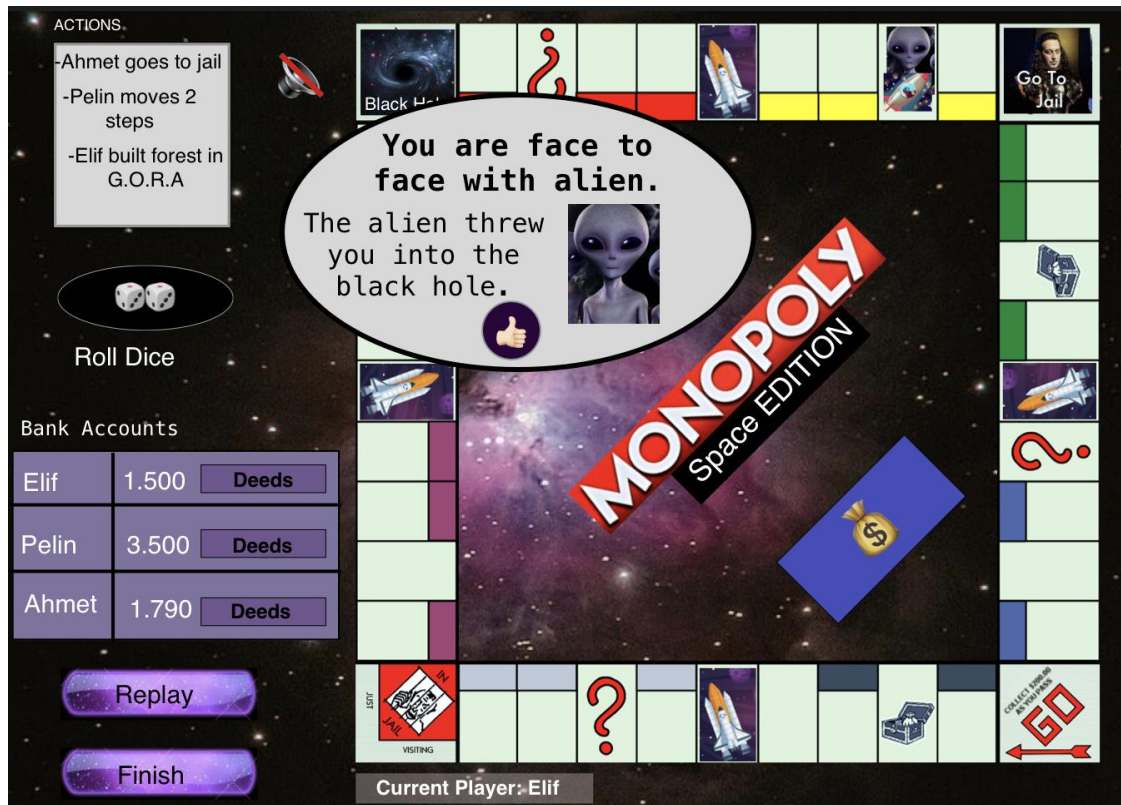 ACTIONS
-Ahmet goes to jail
-Pelin moves 2
steps
-Elif built forest in
G.O.R.A
Roll Dice
Bank Accounts
Elif 1.500 Deeds
Pelin 3.500 Deeds
Ahmet 1.790 Deeds
Replay
Finish
Black Ho
?
Go To
Jail
You are face to
face with alien.
The alien threw
you into the
black hole.
MONOPOLY
Space EDITION
$
?
JUST
IN
JAIL
VISITING
?
COLLECT $200.00
AS YOU PASS
GO
Current Player: Elif